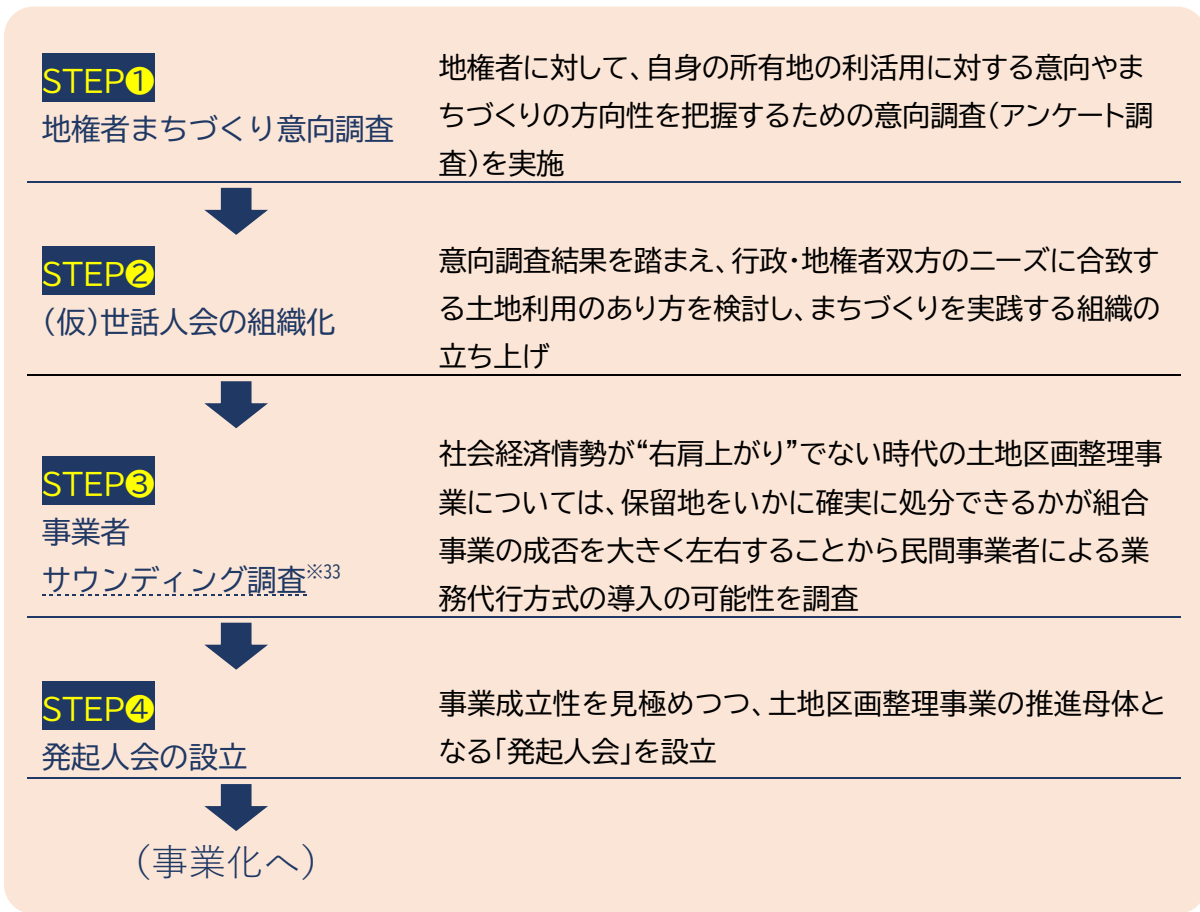 STEP❶
地権者まちづくり意向調査
地権者に対して、自身の所有地の利活用に対する意向やま
ちづくりの方向性を把握するための意向調査(アンケート調
査)を実施
STEP❷
(仮)世話人会の組織化
意向調査結果を踏まえ、行政・地権者双方のニーズに合致す
る土地利用のあり方を検討し、まちづくりを実践する組織の
立ち上げ
STEP❸
事業者
サウンディング調査※33
社会経済情勢が“右肩上がり”でない時代の土地区画整理事
業については、保留地をいかに確実に処分できるかが組合
事業の成否を大きく左右することから民間事業者による業
務代行方式の導入の可能性を調査
STEP❹
発起人会の設立
事業成立性を見極めつつ、土地区画整理事業の推進母体と
なる「発起人会」を設立
(事業化へ)